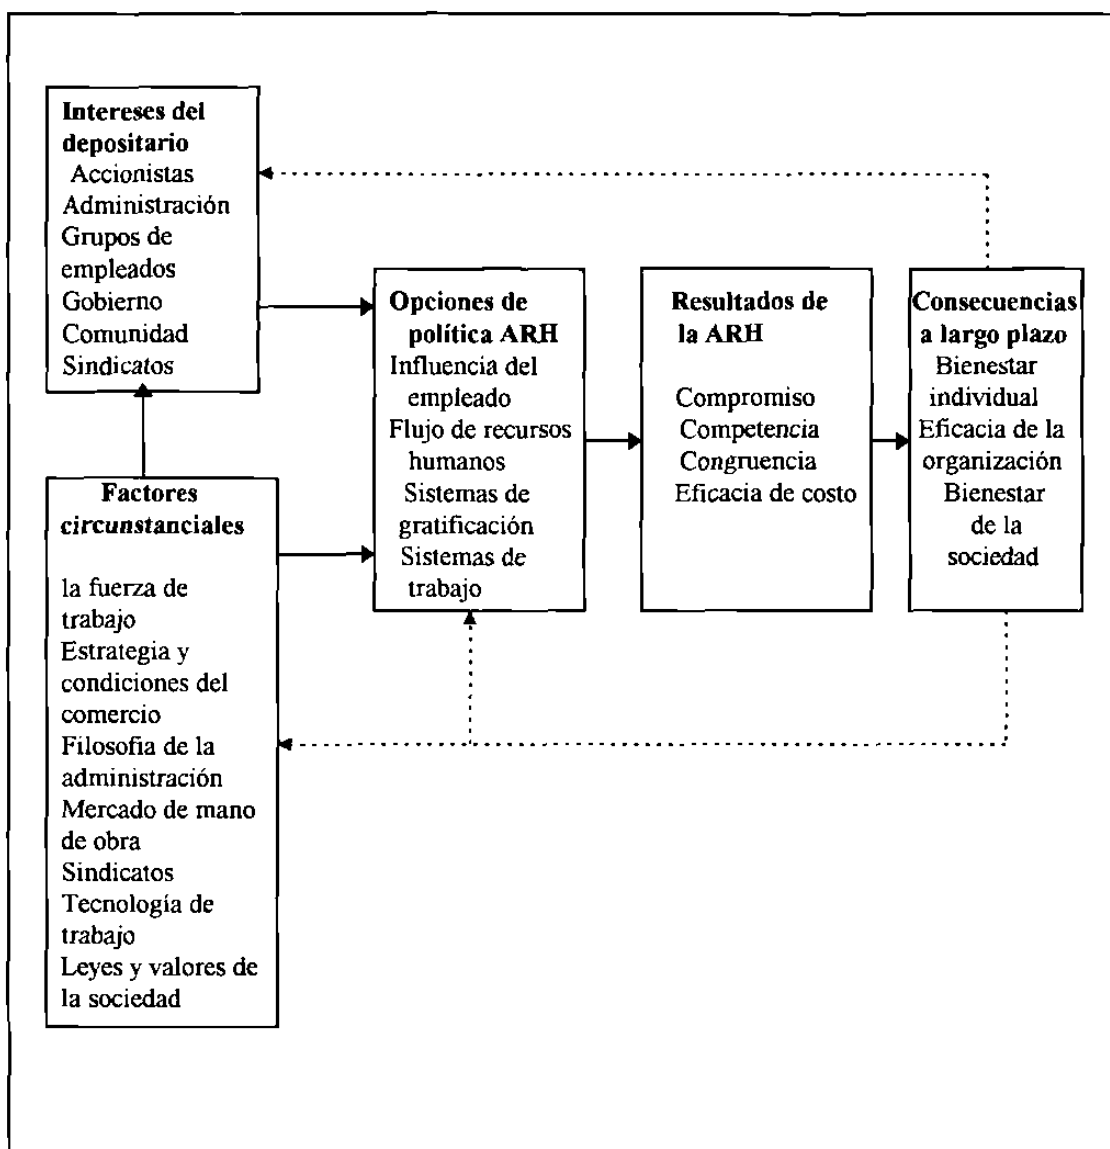 Intereses del
depositario
Accionistas
Administración
Grupos de
empleados
Gobierno
Comunidad
Sindicatos
Factores
circunstanciales
la fuerza de
trabajo
Estrategia y
condiciones del
comercio
Filosofia de la
administración
Mercado de mano
de obra
Sindicatos
Tecnología de
trabajo
Leyes y valores de
la sociedad
Opciones de
política ARH
Influencia del
empleado
Flujo de recursos
humanos
Sistemas de
gratificación
Sistemas de
trabajo
Resultados de
la ARH
Compromiso
Competencia
Congruencia
Eficacia de costo
Consecuencias
a largo plazo
Bienestar
individual
Eficacia de la
organización
Bienestar
de la
sociedad